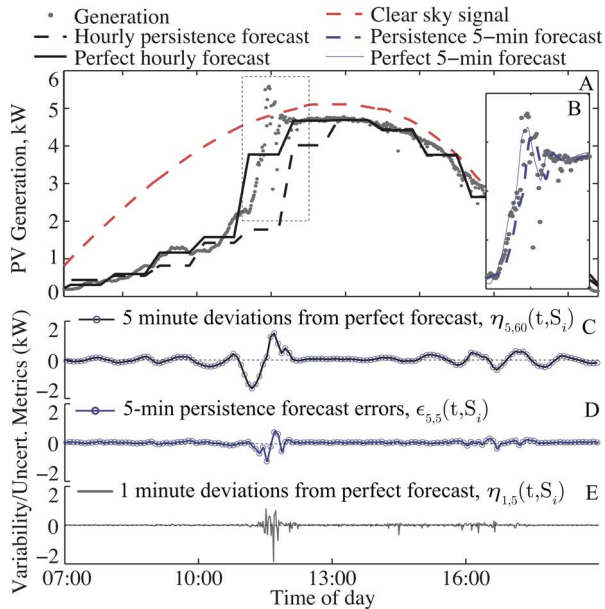 Generation
Clear sky signal
Hourly persistence forecast
Persistence 5-min forecast
Perfect hourly forecast
Perfect 5-min forecast
A
B
PV Generation, kW
6
5
4
3
2
1
0
5 minute deviations from perfect forecast, η5,60(t,Si)
C
2
0
-2
5-min persistence forecast errors, ϵ5,5(t,Si)
D
2
0
-2
1 minute deviations from perfect forecast, η1,5(t,Si)
E
2
0
-2
Variability/Uncert. Metrics (kW)
07:00
10:00
13:00
16:00
Time of day